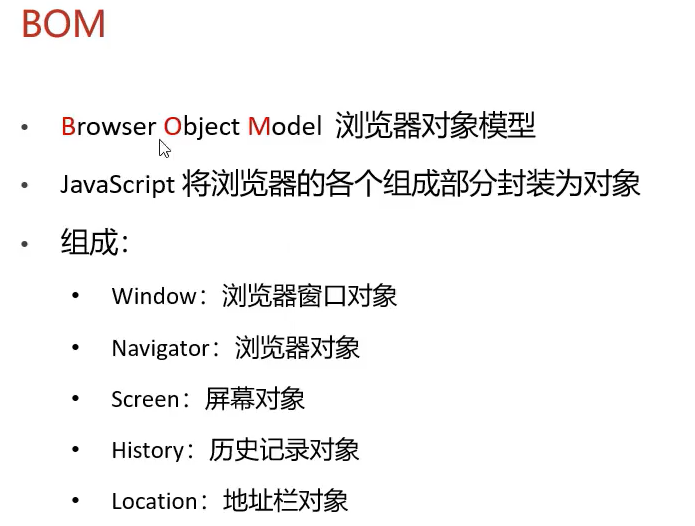 BOM
• Browser Object Model 浏览器对象模型
• JavaScript 将浏览器的各个组成部分封装为对象
• 组成：
• Window：浏览器窗口对象
• Navigator：浏览器对象
• Screen：屏幕对象
• History：历史记录对象
• Location：地址栏对象